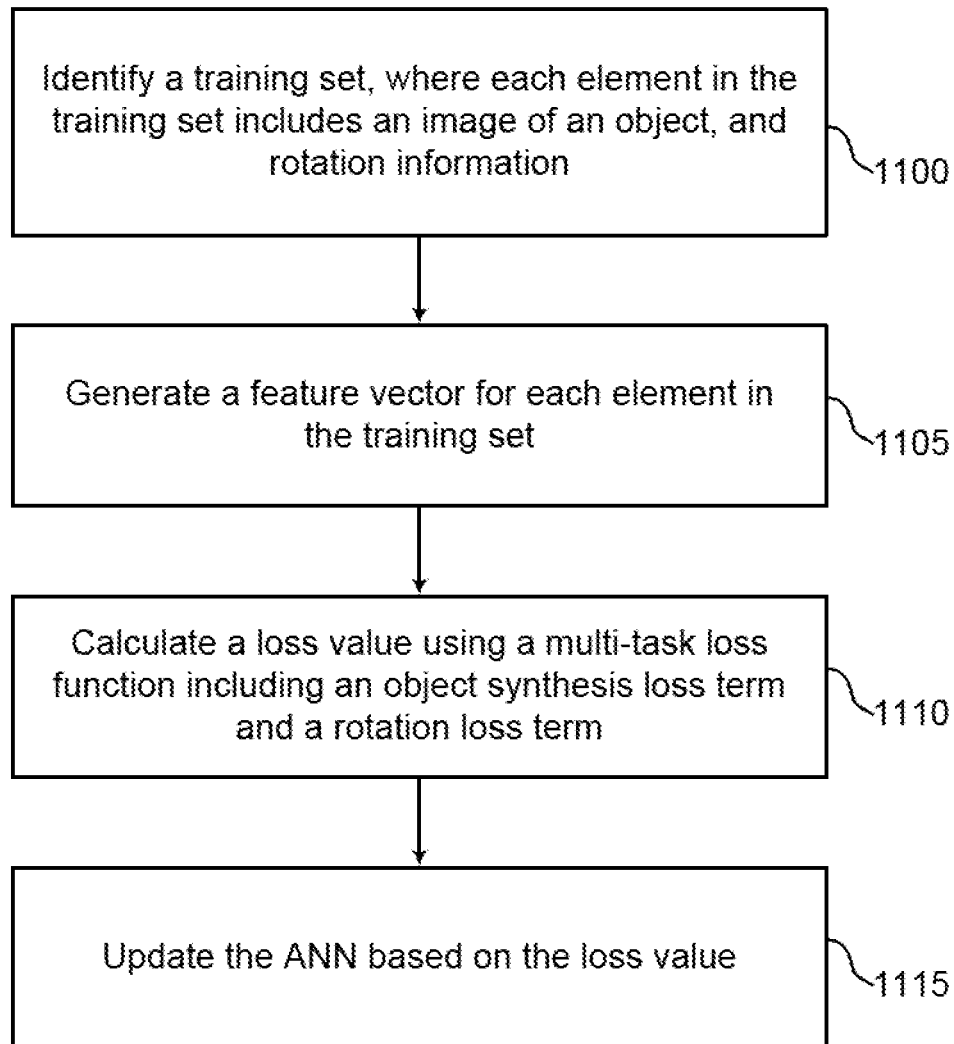 Identify a training set, where each element in the
training set includes an image of an object, and
rotation information
1100
Generate a feature vector for each element in
the training set
1105
Calculate a loss value using a multi-task loss
function including an object synthesis loss term
and a rotation loss term
1110
Update the ANN based on the loss value
1115